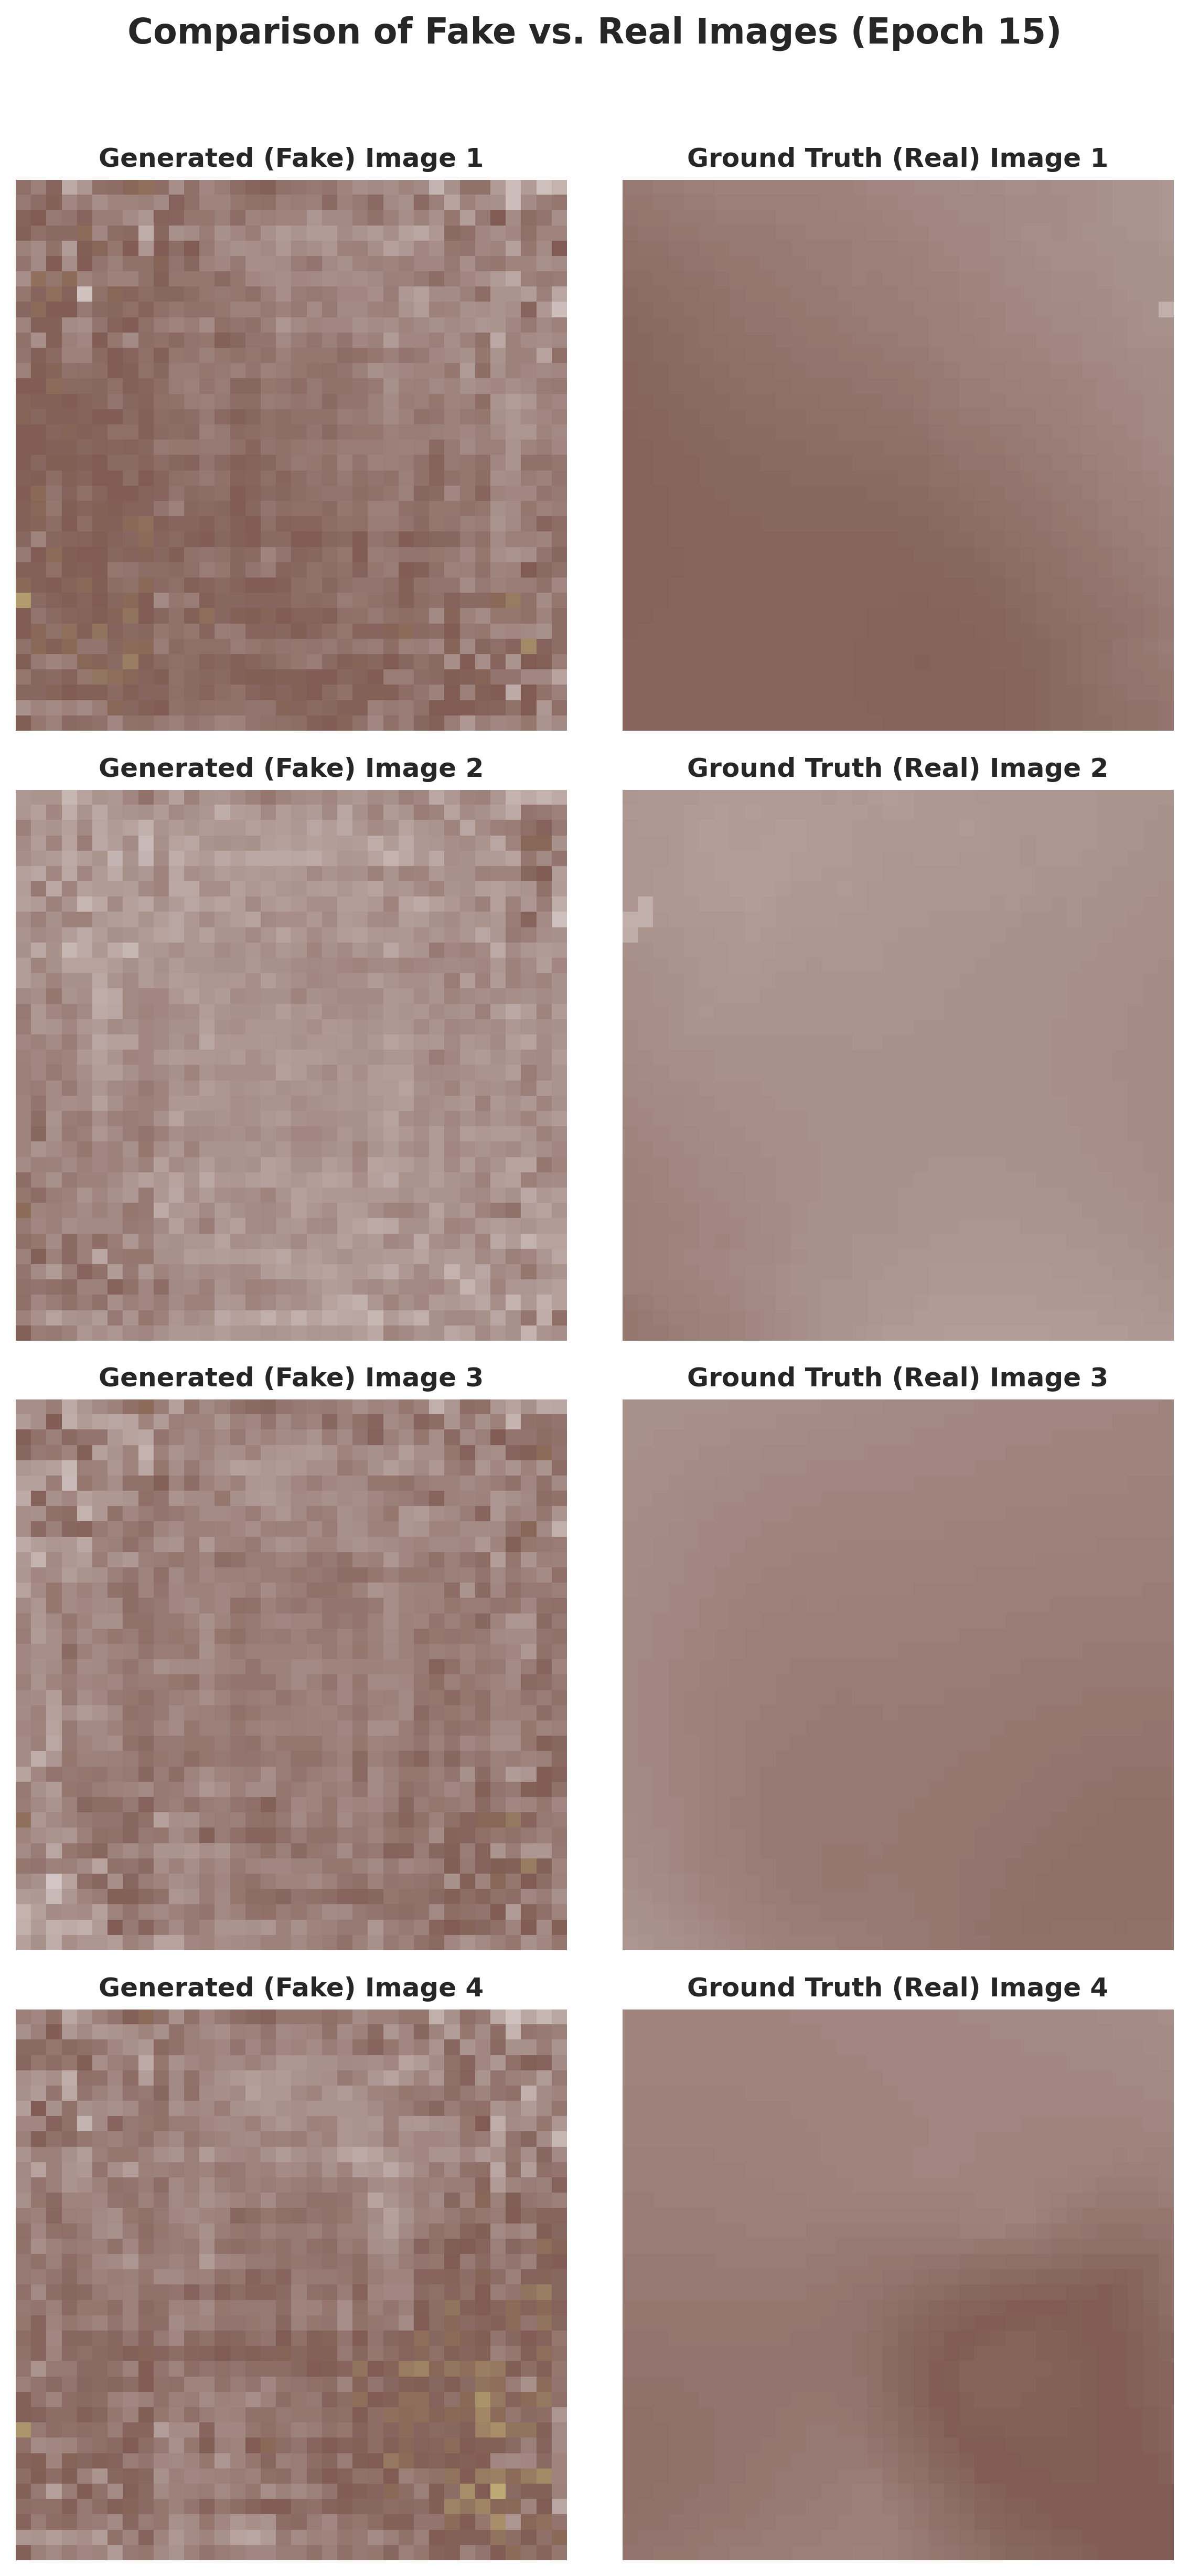 Comparison of Fake vs. Real Images (Epoch 15)
Generated (Fake) Image 1
Ground Truth (Real) Image 1
Generated (Fake) Image 2
Ground Truth (Real) Image 2
Generated (Fake) Image 3
Ground Truth (Real) Image 3
Generated (Fake) Image 4
Ground Truth (Real) Image 4